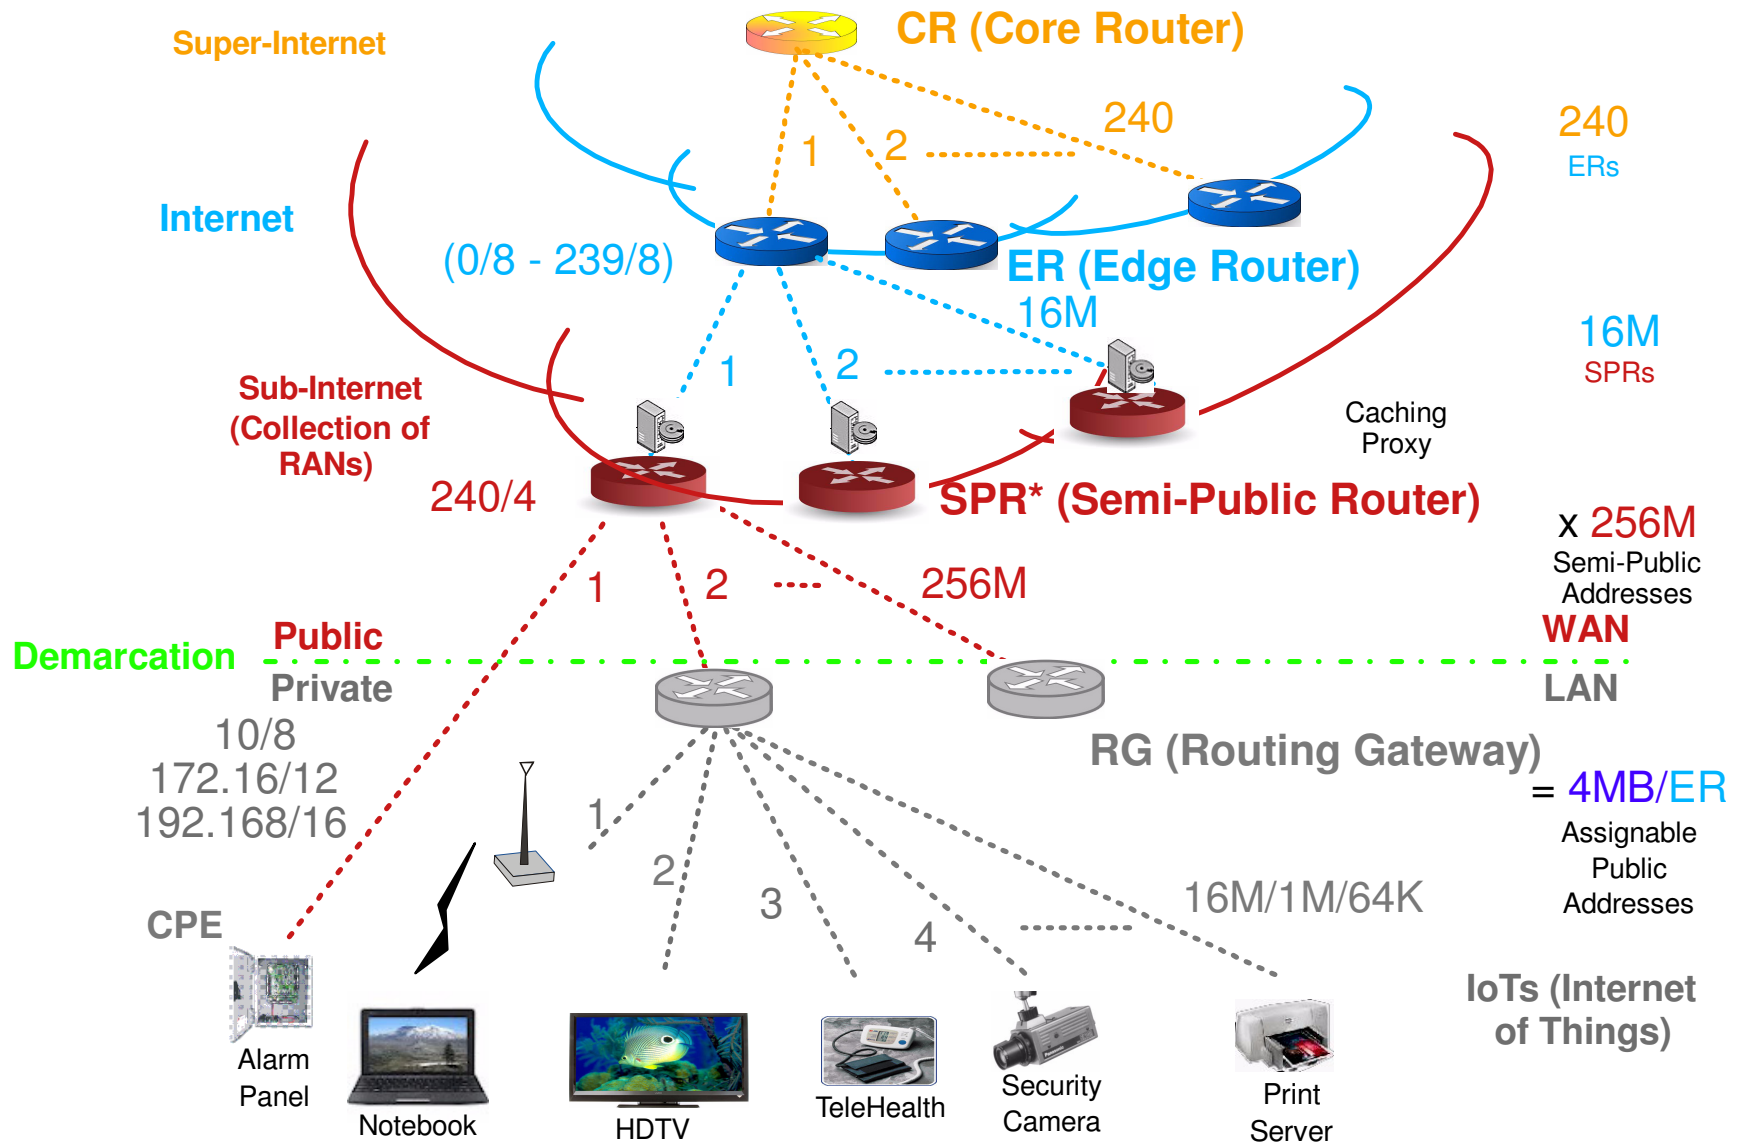 CR (Core Router)
Super-Internet
240
240
1
2
ERs
Internet
(0/8 - 239/8)
ER (Edge Router)
16M
16M
1
2
SPRs
Sub-Internet
(Collection of
RANs)
Caching
Proxy
240/4
SPR* (Semi-Public Router)
x 256M
Semi-Public
Addresses
1
2
256M
Public
WAN
Demarcation
Private
LAN
10/8
172.16/12
192.168/16
RG (Routing Gateway)
= 4MB/ER
Assignable
Public
Addresses
1
2
3
4
16M/1M/64K
CPE
IoTs (Internet
of Things)
Alarm
Panel
Notebook
HDTV
TeleHealth
Security
Camera
Print
Server